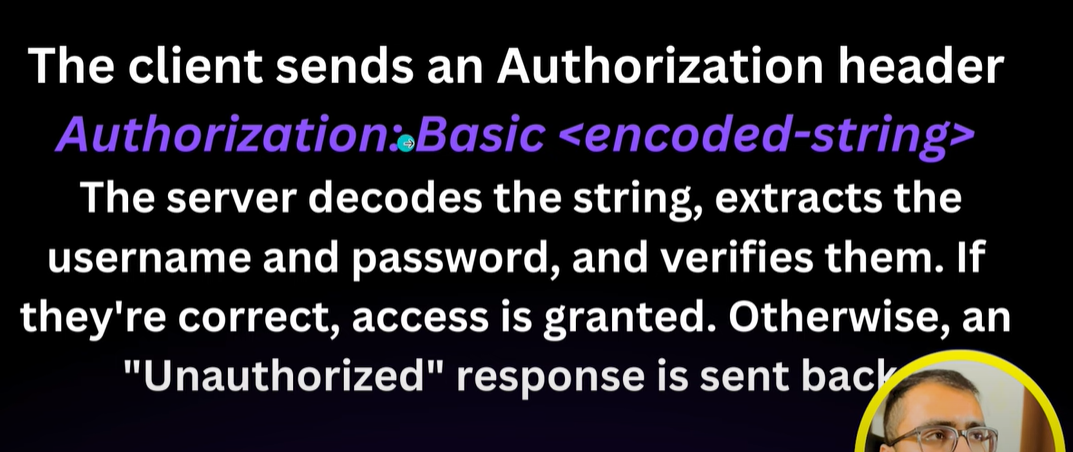 The client sends an Authorization header
Authorization: Basic <encoded-string>
The server decodes the string, extracts the
username and password, and verifies them. If
they're correct, access is granted. Otherwise, an
"Unauthorized" response is sent back